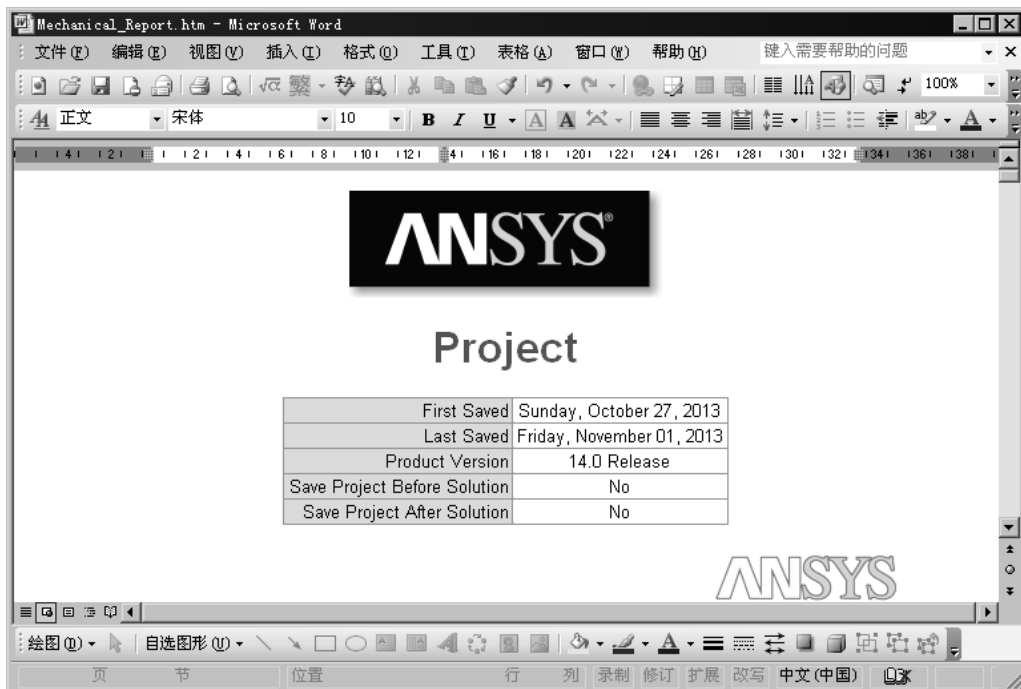 Mechanical_Report.htm - Microsoft Word
文件(F) 编辑(E) 视图(V) 插入(I) 格式(O) 工具(T) 表格(A) 窗口(W) 帮助(H) 键入需要帮助的问题
100%
正文 宋体 10 B I U A A
ANSYS®
Project
First Saved Sunday, October 27, 2013
Last Saved Friday, November 01, 2013
Product Version 14.0 Release
Save Project Before Solution No
Save Project After Solution No
ANSYS
绘图(D) 自选图形(U)
页 节 位置 行 列 录制 修订 扩展 改写 中文(中国)